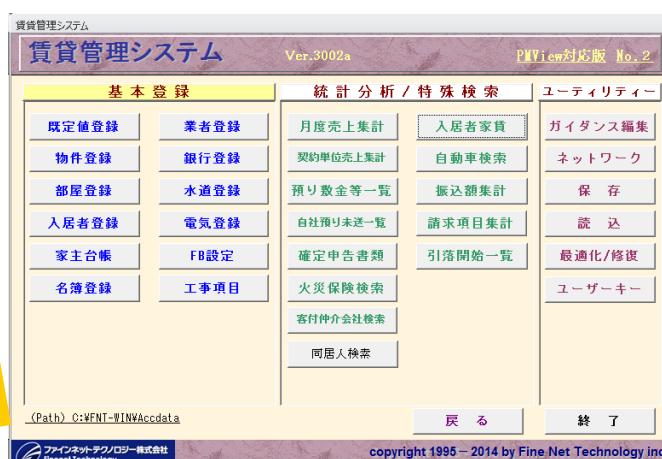 賃貸管理システム
賃貸管理システム Ver.3002a PMView対応版 No.2
基本登録 統計分析/特殊検索 ユーティリティー
既定値登録 業者登録 月度売上集計 入居者家賃 ガイダンス編集
物件登録 銀行登録 契約単位売上集計 自動車検索 ネットワーク
部屋登録 水道登録 預り敷金等一覧 振込額集計 保存
入居者登録 電気登録 自社預り未送一覧 請求項目集計 読込
家主台帳 FB設定 確定申告書類 引落開始一覧 最適化/修復
名簿登録 工事項目 火災保険検索 ユーザーキー
客付仲介会社検索
同居人検索
(Path) C:¥FNT-WIN¥Accdata 戻る 終了
ファインネットテクノロジー株式会社
Finenet Technology
copyright 1995－2014 by Fine Net Technology inc